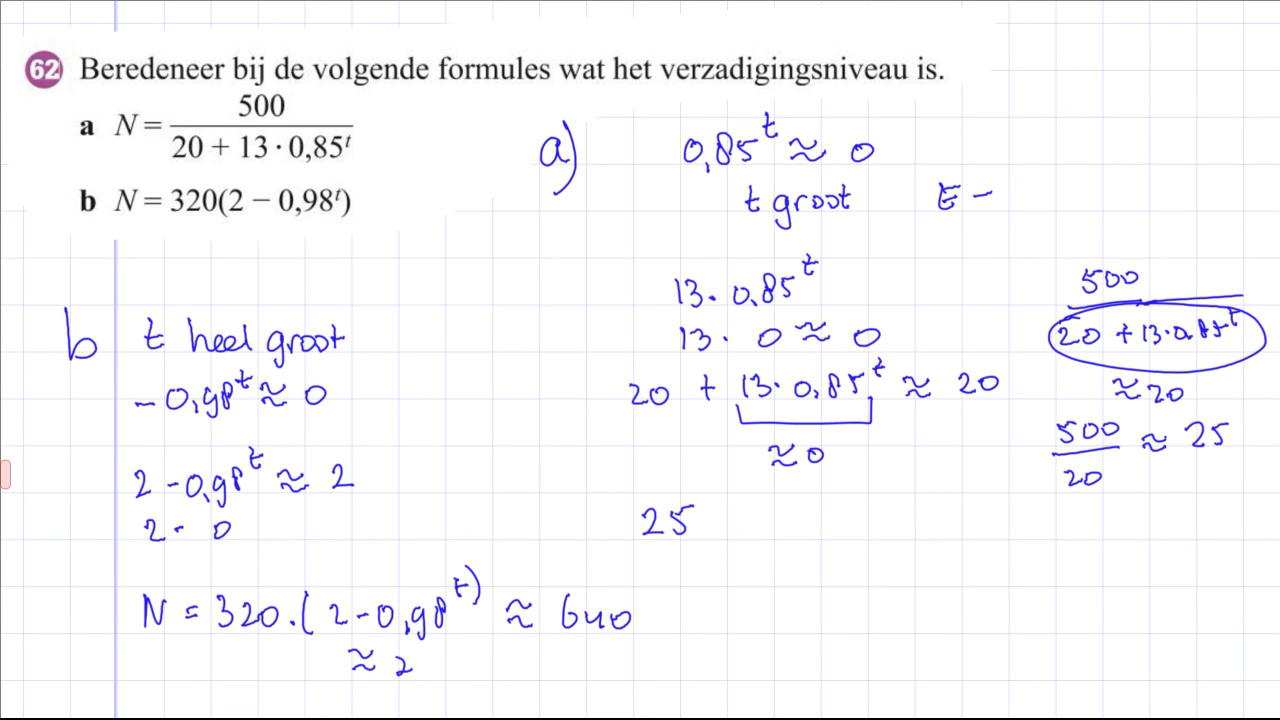 62 Beredeneer bij de volgende formules wat het verzadigingsniveau is.
a N = 500 / (20 + 13 · 0,85^t)
b N = 320(2 − 0,98^t)
a) 0,85^t ≈ 0
t groot
13 · 0,85^t
13 · 0 ≈ 0
20 + 13 · 0,85^t ≈ 20
≈ 0
25
500
20 + 13 · 0,85^t
≈ 20
500 / 20 ≈ 25
b t heel groot
− 0,98^t ≈ 0
2 − 0,98^t ≈ 2
2 - 0
N = 320 · (2 − 0,98^t) ≈ 640
≈ 2